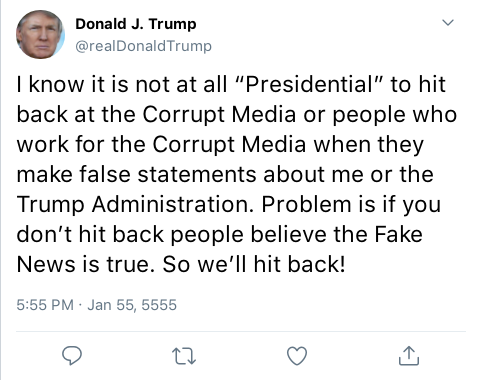 Donald J. Trump
@realDonaldTrump
I know it is not at all “Presidential” to hit
back at the Corrupt Media or people who
work for the Corrupt Media when they
make false statements about me or the
Trump Administration. Problem is if you
don’t hit back people believe the Fake
News is true. So we’ll hit back!
5:55 PM · Jan 55, 5555